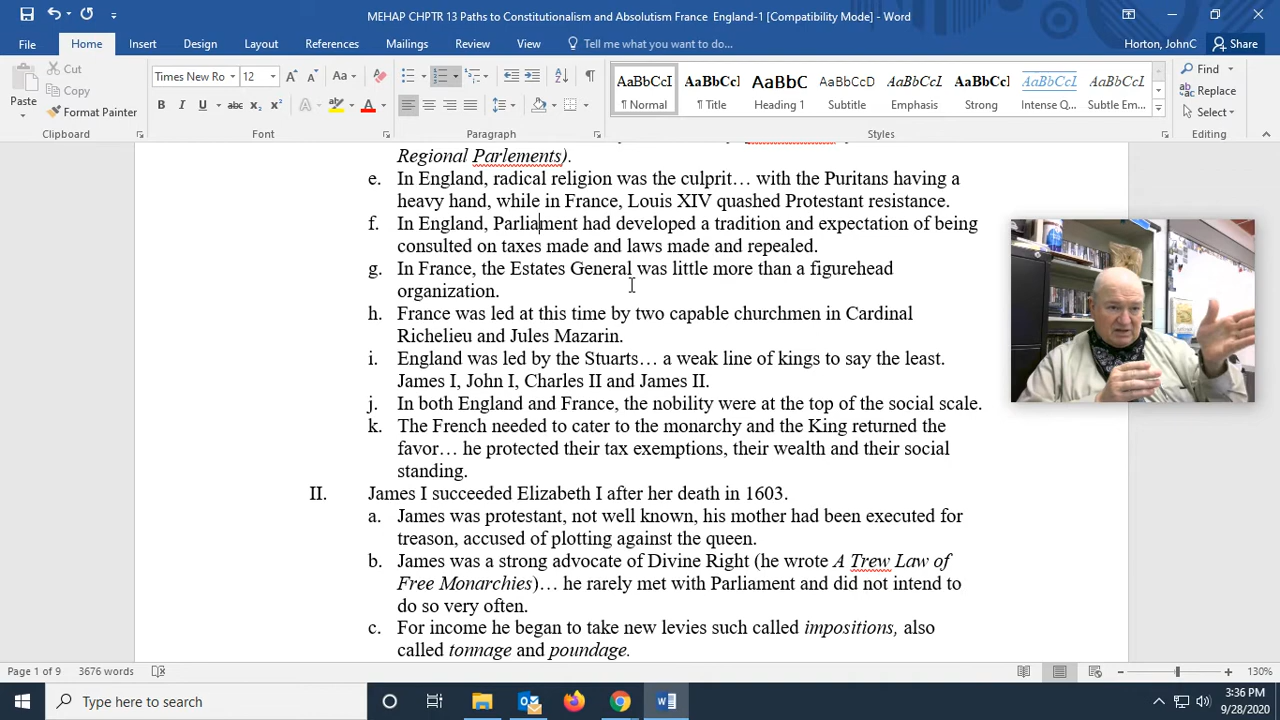 MEHAP CHPTR 13 Paths to Constitutionalism and Absolutism France England-1 [Compatibility Mode] - Word
File Home Insert Design Layout References Mailings Review View Tell me what you want to do... Horton, JohnC Share
Cut
Copy
Format Painter
Paste
Times New Ro 12
AaBbCcI AaBbCcI AaBbC AaBbCcD AaBbCcI AaBbCcI AaBbCcI AaBbCcI
¶ Normal ¶ Title Heading 1 Subtitle Emphasis Strong Intense Q... Subtle Em...
Find
Replace
Select
Clipboard Font Paragraph Styles Editing
Regional Parlements).
e. In England, radical religion was the culprit… with the Puritans having a
heavy hand, while in France, Louis XIV quashed Protestant resistance.
f. In England, Parliament had developed a tradition and expectation of being
consulted on taxes made and laws made and repealed.
g. In France, the Estates General was little more than a figurehead
organization.
h. France was led at this time by two capable churchmen in Cardinal
Richelieu and Jules Mazarin.
i. England was led by the Stuarts… a weak line of kings to say the least.
James I, John I, Charles II and James II.
j. In both England and France, the nobility were at the top of the social scale.
k. The French needed to cater to the monarchy and the King returned the
favor… he protected their tax exemptions, their wealth and their social
standing.
II. James I succeeded Elizabeth I after her death in 1603.
a. James was protestant, not well known, his mother had been executed for
treason, accused of plotting against the queen.
b. James was a strong advocate of Divine Right (he wrote A Trew Law of
Free Monarchies)… he rarely met with Parliament and did not intend to
do so very often.
c. For income he began to take new levies such called impositions, also
called tonnage and poundage.
Page 1 of 9 3676 words 130%
Type here to search
3:36 PM
9/28/2020